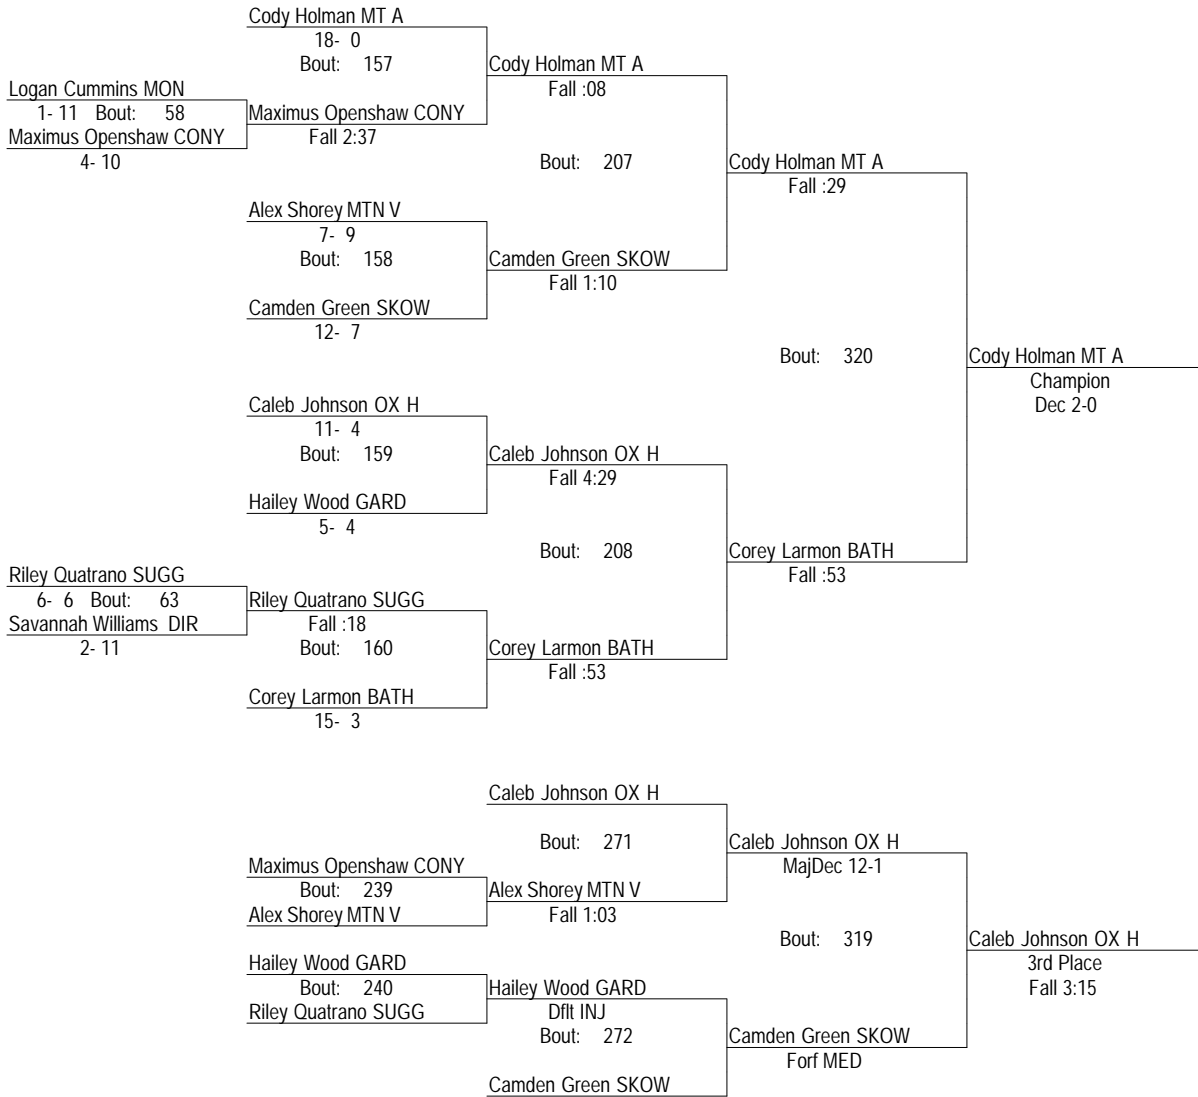 Cody Holman MT A
18- 0
Bout: 157
Cody Holman MT A
Fall :08
Logan Cummins MON
1- 11 Bout: 58
Maximus Openshaw CONY
4- 10
Maximus Openshaw CONY
Fall 2:37
Bout: 207
Cody Holman MT A
Fall :29
Alex Shorey MTN V
7- 9
Bout: 158
Camden Green SKOW
Fall 1:10
Camden Green SKOW
12- 7
Bout: 320
Cody Holman MT A
Champion
Dec 2-0
Caleb Johnson OX H
11- 4
Bout: 159
Caleb Johnson OX H
Fall 4:29
Hailey Wood GARD
5- 4
Bout: 208
Corey Larmon BATH
Fall :53
Riley Quatrano SUGG
6- 6 Bout: 63
Savannah Williams DIR
2- 11
Riley Quatrano SUGG
Fall :18
Bout: 160
Corey Larmon BATH
Fall :53
Corey Larmon BATH
15- 3
Caleb Johnson OX H
Bout: 271
Caleb Johnson OX H
MajDec 12-1
Maximus Openshaw CONY
Bout: 239
Alex Shorey MTN V
Alex Shorey MTN V
Fall 1:03
Bout: 319
Caleb Johnson OX H
3rd Place
Fall 3:15
Hailey Wood GARD
Bout: 240
Riley Quatrano SUGG
Hailey Wood GARD
Dflt INJ
Bout: 272
Camden Green SKOW
Forf MED
Camden Green SKOW